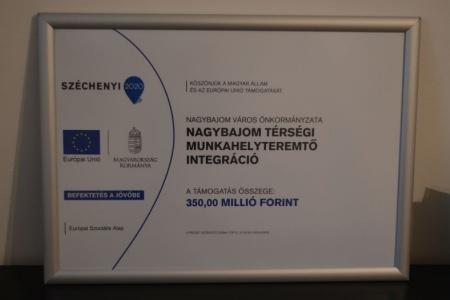 SZÉCHENYI 2020
KÖSZÖNJÜK A MAGYAR ÁLLAM
ÉS AZ EURÓPAI UNIÓ TÁMOGATÁSÁT.
NAGYBAJOM VÁROS ÖNKORMÁNYZATA
NAGYBAJOM TÉRSÉGI
MUNKAHELYTEREMTŐ
INTEGRÁCIÓ
Európai Unió
MAGYARORSZÁG
KORMÁNYA
BEFEKTETÉS A JÖVŐBE
A TÁMOGATÁS ÖSSZEGE:
350,00 MILLIÓ FORINT
Európai Szociális Alap